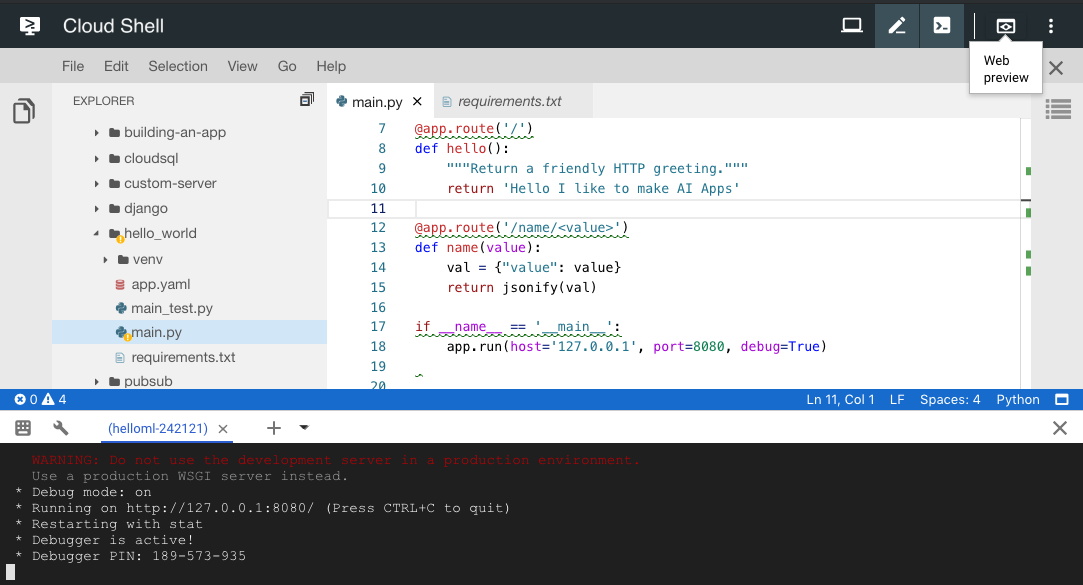 Cloud Shell
Web
preview
File Edit Selection View Go Help
EXPLORER
building-an-app
cloudsql
custom-server
django
hello_world
venv
app.yaml
main_test.py
main.py
requirements.txt
pubsub
main.py requirements.txt
7 @app.route('/')
8 def hello():
9 """Return a friendly HTTP greeting."""
10 return 'Hello I like to make AI Apps'
11
12 @app.route('/name/<value>')
13 def name(value):
14 val = {"value": value}
15 return jsonify(val)
16
17 if __name__ == '__main__':
18 app.run(host='127.0.0.1', port=8080, debug=True)
19
20
0 4 Ln 11, Col 1 LF Spaces: 4 Python
(helloml-242121)
WARNING: Do not use the development server in a production environment.
Use a production WSGI server instead.
* Debug mode: on
* Running on http://127.0.0.1:8080/ (Press CTRL+C to quit)
* Restarting with stat
* Debugger is active!
* Debugger PIN: 189-573-935